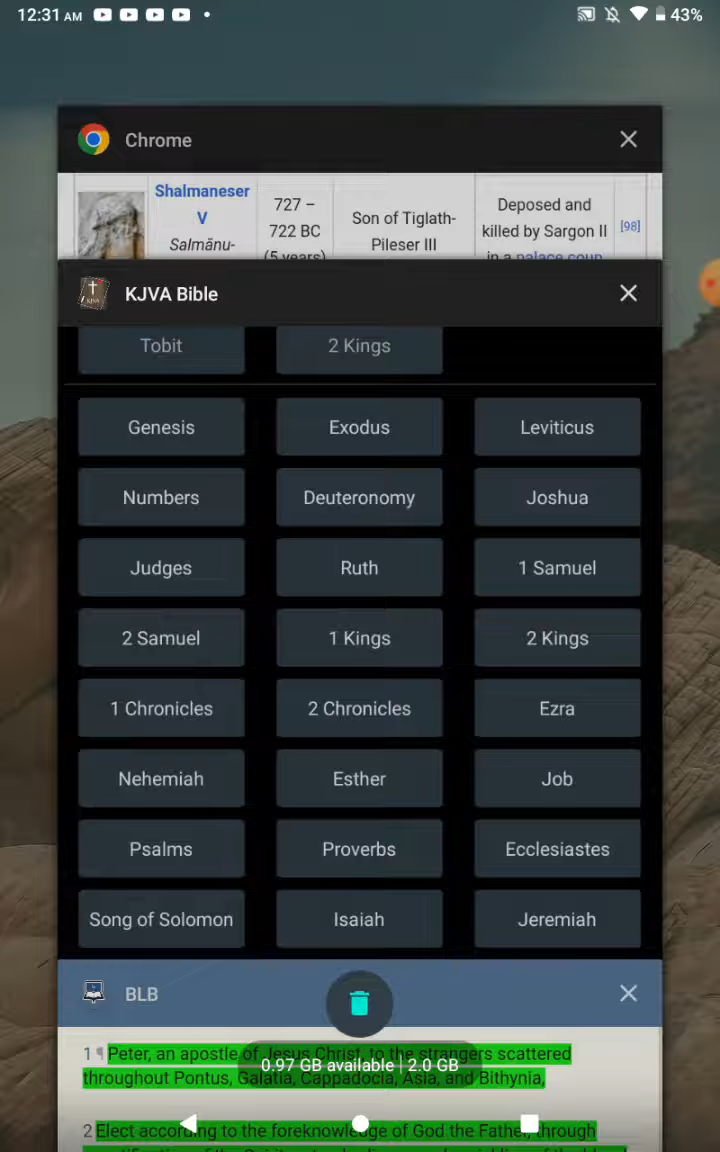 12:31 AM
43%
Chrome
Shalmaneser
V
Salmānu-
727 –
722 BC
(5 years)
Son of Tiglath-
Pileser III
Deposed and
killed by Sargon II
in a palace coup
[98]
KJVA Bible
Tobit 2 Kings
Genesis Exodus Leviticus
Numbers Deuteronomy Joshua
Judges Ruth 1 Samuel
2 Samuel 1 Kings 2 Kings
1 Chronicles 2 Chronicles Ezra
Nehemiah Esther Job
Psalms Proverbs Ecclesiastes
Song of Solomon Isaiah Jeremiah
BLB
1 ¶ Peter, an apostle of Jesus Christ, to the strangers scattered
0.97 GB available | 2.0 GB
throughout Pontus, Galatia, Cappadocia, Asia, and Bithynia,
2 Elect according to the foreknowledge of God the Father, through